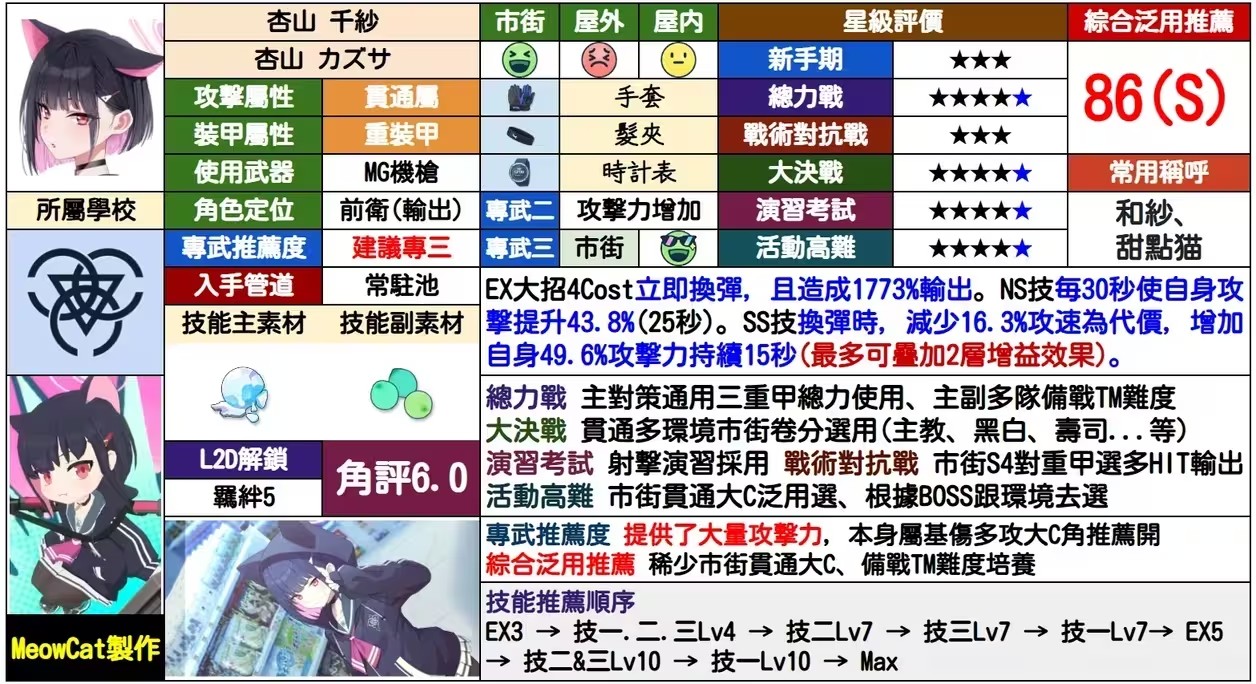 杏山 千紗
杏山 カズサ
攻擊屬性 貫通屬
裝甲屬性 重裝甲
使用武器 MG機槍
所屬學校
角色定位 前衛(輸出)
專武推薦度 建議專三
入手管道 常駐池
技能主素材 技能副素材
L2D解鎖
羈絆5
角評6.0
MeowCat製作
市街 屋外 屋内
手套
髮夾
時計表
專武二 攻擊力增加
專武三 市街
星級評價
新手期 ★★★
總力戰 ★★★★★
戰術對抗戰 ★★★
大決戰 ★★★★★
演習考試 ★★★★★
活動高難 ★★★★★
綜合泛用推薦
86(S)
常用稱呼
和紗、
甜點猫
EX大招4Cost立即換彈, 且造成1773%輸出。NS技每30秒使自身攻
擊提升43.8%(25秒)。SS技換彈時, 減少16.3%攻速為代價, 增加
自身49.6%攻擊力持續15秒(最多可疊加2層增益效果)。
總力戰 主對策通用三重甲總力使用、主副多隊備戰TM難度
大決戰 貫通多環境市街卷分選用(主教、黑白、壽司...等)
演習考試 射擊演習採用 戰術對抗戰 市街S4對重甲選多HIT輸出
活動高難 市街貫通大C泛用選、根據BOSS跟環境去選
專武推薦度 提供了大量攻擊力, 本身屬基傷多攻大C角推薦開
綜合泛用推薦 稀少市街貫通大C、備戰TM難度培養
技能推薦順序
EX3 → 技一.二.三Lv4 → 技二Lv7 → 技三Lv7 → 技一Lv7→ EX5
→ 技二&三Lv10 → 技一Lv10 → Max